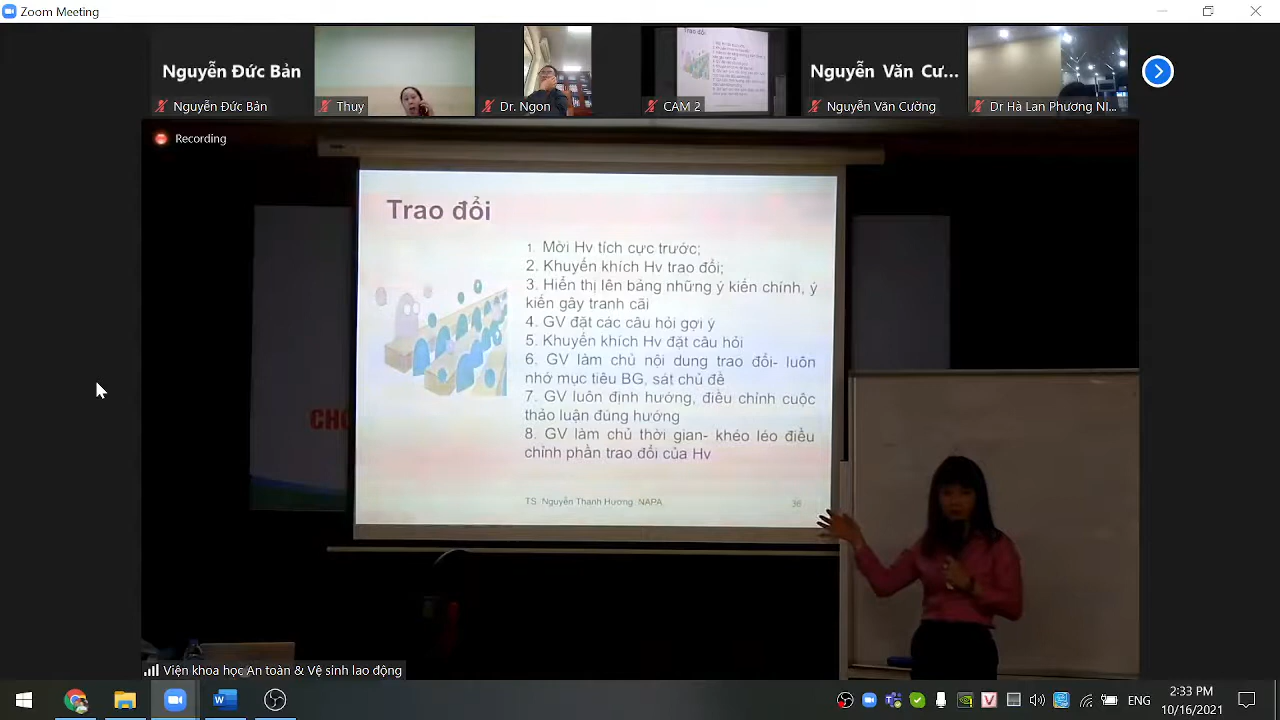 Zoom Meeting
Nguyễn Đức Bản
Nguyễn Văn Cư...
Nguyễn Đức Bản
Thuy
Dr. Ngon
CAM 2
Nguyễn Văn Cường
Dr Hà Lan Phương NI...
Recording
Trao đổi
1. Mời Hv tích cực trước;
2. Khuyến khích Hv trao đổi;
3. Hiển thị lên bảng những ý kiến chính, ý
kiến gây tranh cãi
4. GV đặt các câu hỏi gợi ý
5. Khuyến khích Hv đặt câu hỏi
6. GV làm chủ nội dung trao đổi- luôn
nhớ mục tiêu BG, sát chủ đề
7. GV luôn định hướng, điều chỉnh cuộc
thảo luận đúng hướng
8. GV làm chủ thời gian- khéo léo điều
chỉnh phần trao đổi của Hv
TS. Nguyễn Thanh Hương NAPA
36
Viện khoa học An toàn & Vệ sinh lao động
ENG
2:33 PM
10/16/2021